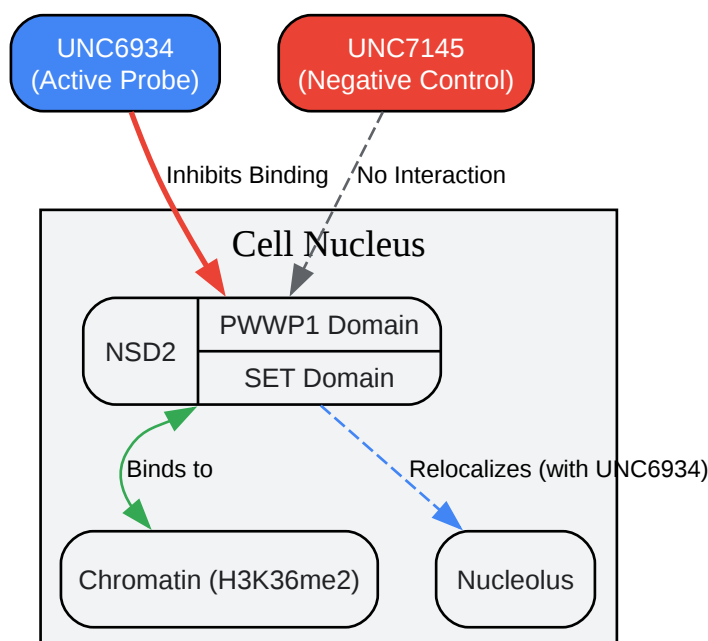 UNC6934
(Active Probe)
UNC7145
(Negative Control)
Inhibits Binding
No Interaction
Cell Nucleus
NSD2
PWWP1 Domain
SET Domain
Binds to
Relocalizes (with UNC6934)
Chromatin (H3K36me2)
Nucleolus